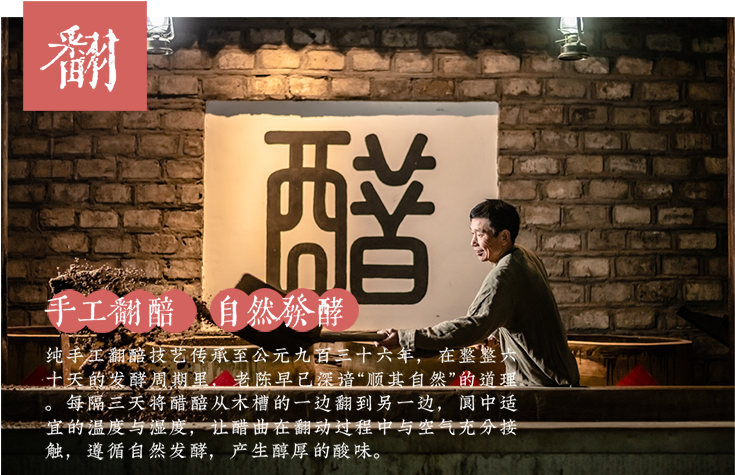 翻
醋
手工翻醅 自然發酵
纯手工翻醅技艺传承至公元九百三十六年，在整整六
十天的发酵周期里，老陈早已深谙“顺其自然”的道理
。每隔三天将醋醅从木槽的一边翻到另一边，阆中适
宜的温度与湿度，让醋曲在翻动过程中与空气充分接
触，遵循自然发酵，产生醇厚的酸味。